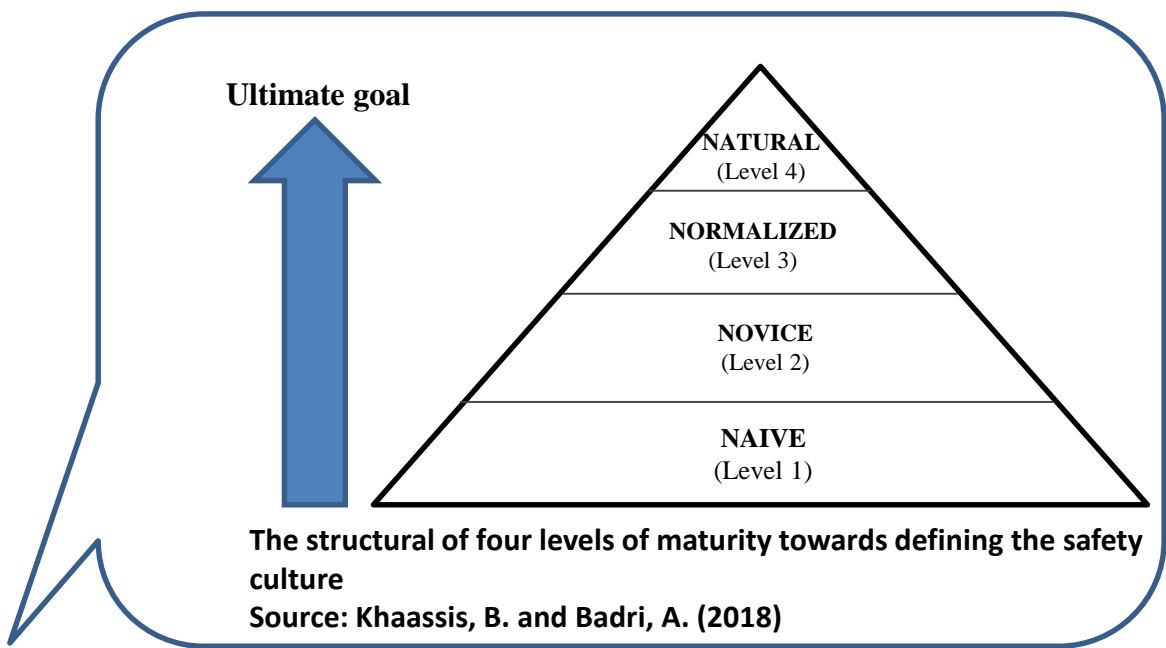 Ultimate goal
NATURAL
(Level 4)
NORMALIZED
(Level 3)
NOVICE
(Level 2)
NAIVE
(Level 1)
The structural of four levels of maturity towards defining the safety
culture
Source: Khaassis, B. and Badri, A. (2018)